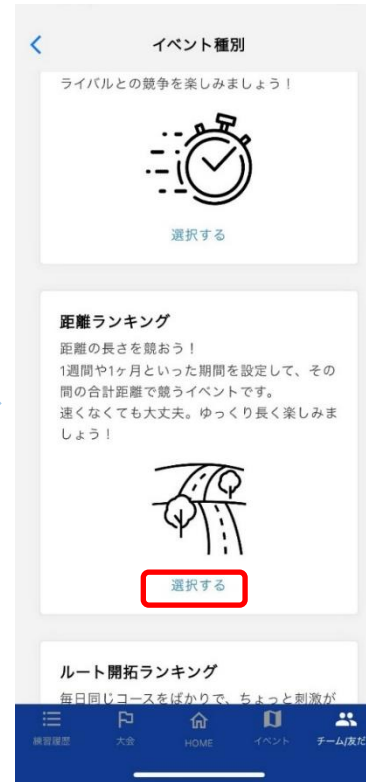 イベント種別
ライバルとの競争を楽しみましょう！
選択する
距離ランキング
距離の長さを競おう！
1週間や1ヶ月といった期間を設定して、その
間の合計距離で競うイベントです。
速くなくても大丈夫。ゆっくり長く楽しみま
しょう！
選択する
ルート開拓ランキング
毎日同じコースをばかりで、ちょっと刺激が
練習履歴
大会
HOME
イベント
チーム/友だ